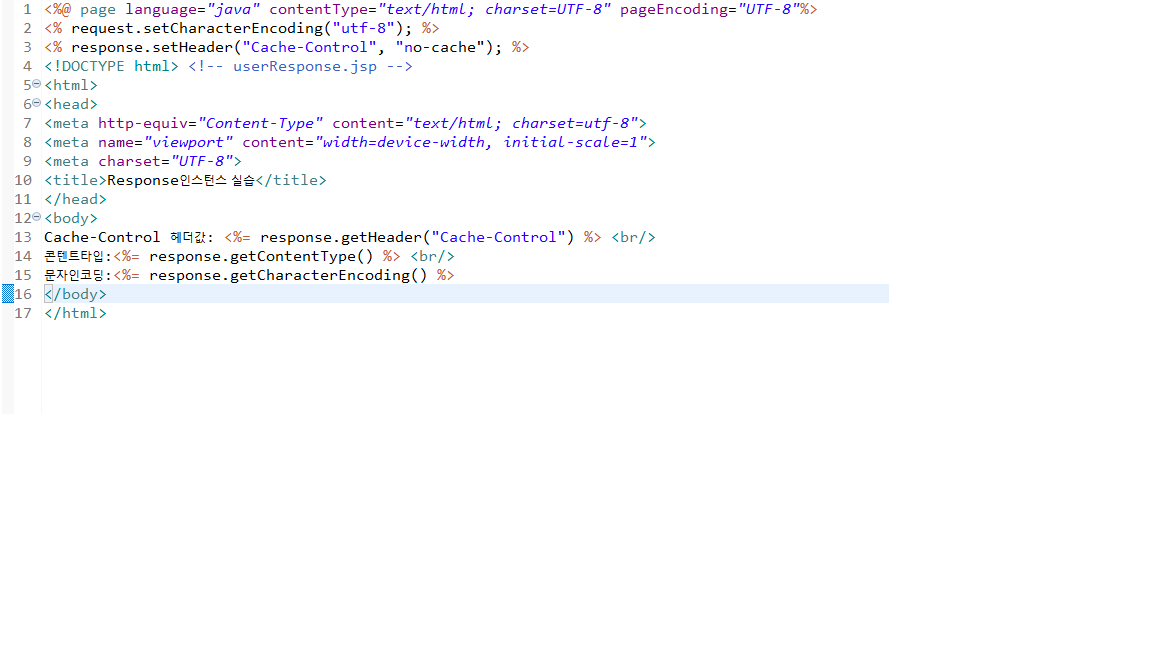 1 <%@ page language="java" contentType="text/html; charset=UTF-8" pageEncoding="UTF-8"%>
2 <% request.setCharacterEncoding("utf-8"); %>
3 <% response.setHeader("Cache-Control", "no-cache"); %>
4 <!DOCTYPE html> <!-- userResponse.jsp -->
5 <html>
6 <head>
7 <meta http-equiv="Content-Type" content="text/html; charset=utf-8">
8 <meta name="viewport" content="width=device-width, initial-scale=1">
9 <meta charset="UTF-8">
10 <title>Response인스턴스 실습</title>
11 </head>
12 <body>
13 Cache-Control 헤더값: <%= response.getHeader("Cache-Control") %> <br/>
14 콘텐트타입:<%= response.getContentType() %> <br/>
15 문자인코딩:<%= response.getCharacterEncoding() %>
16 </body>
17 </html>